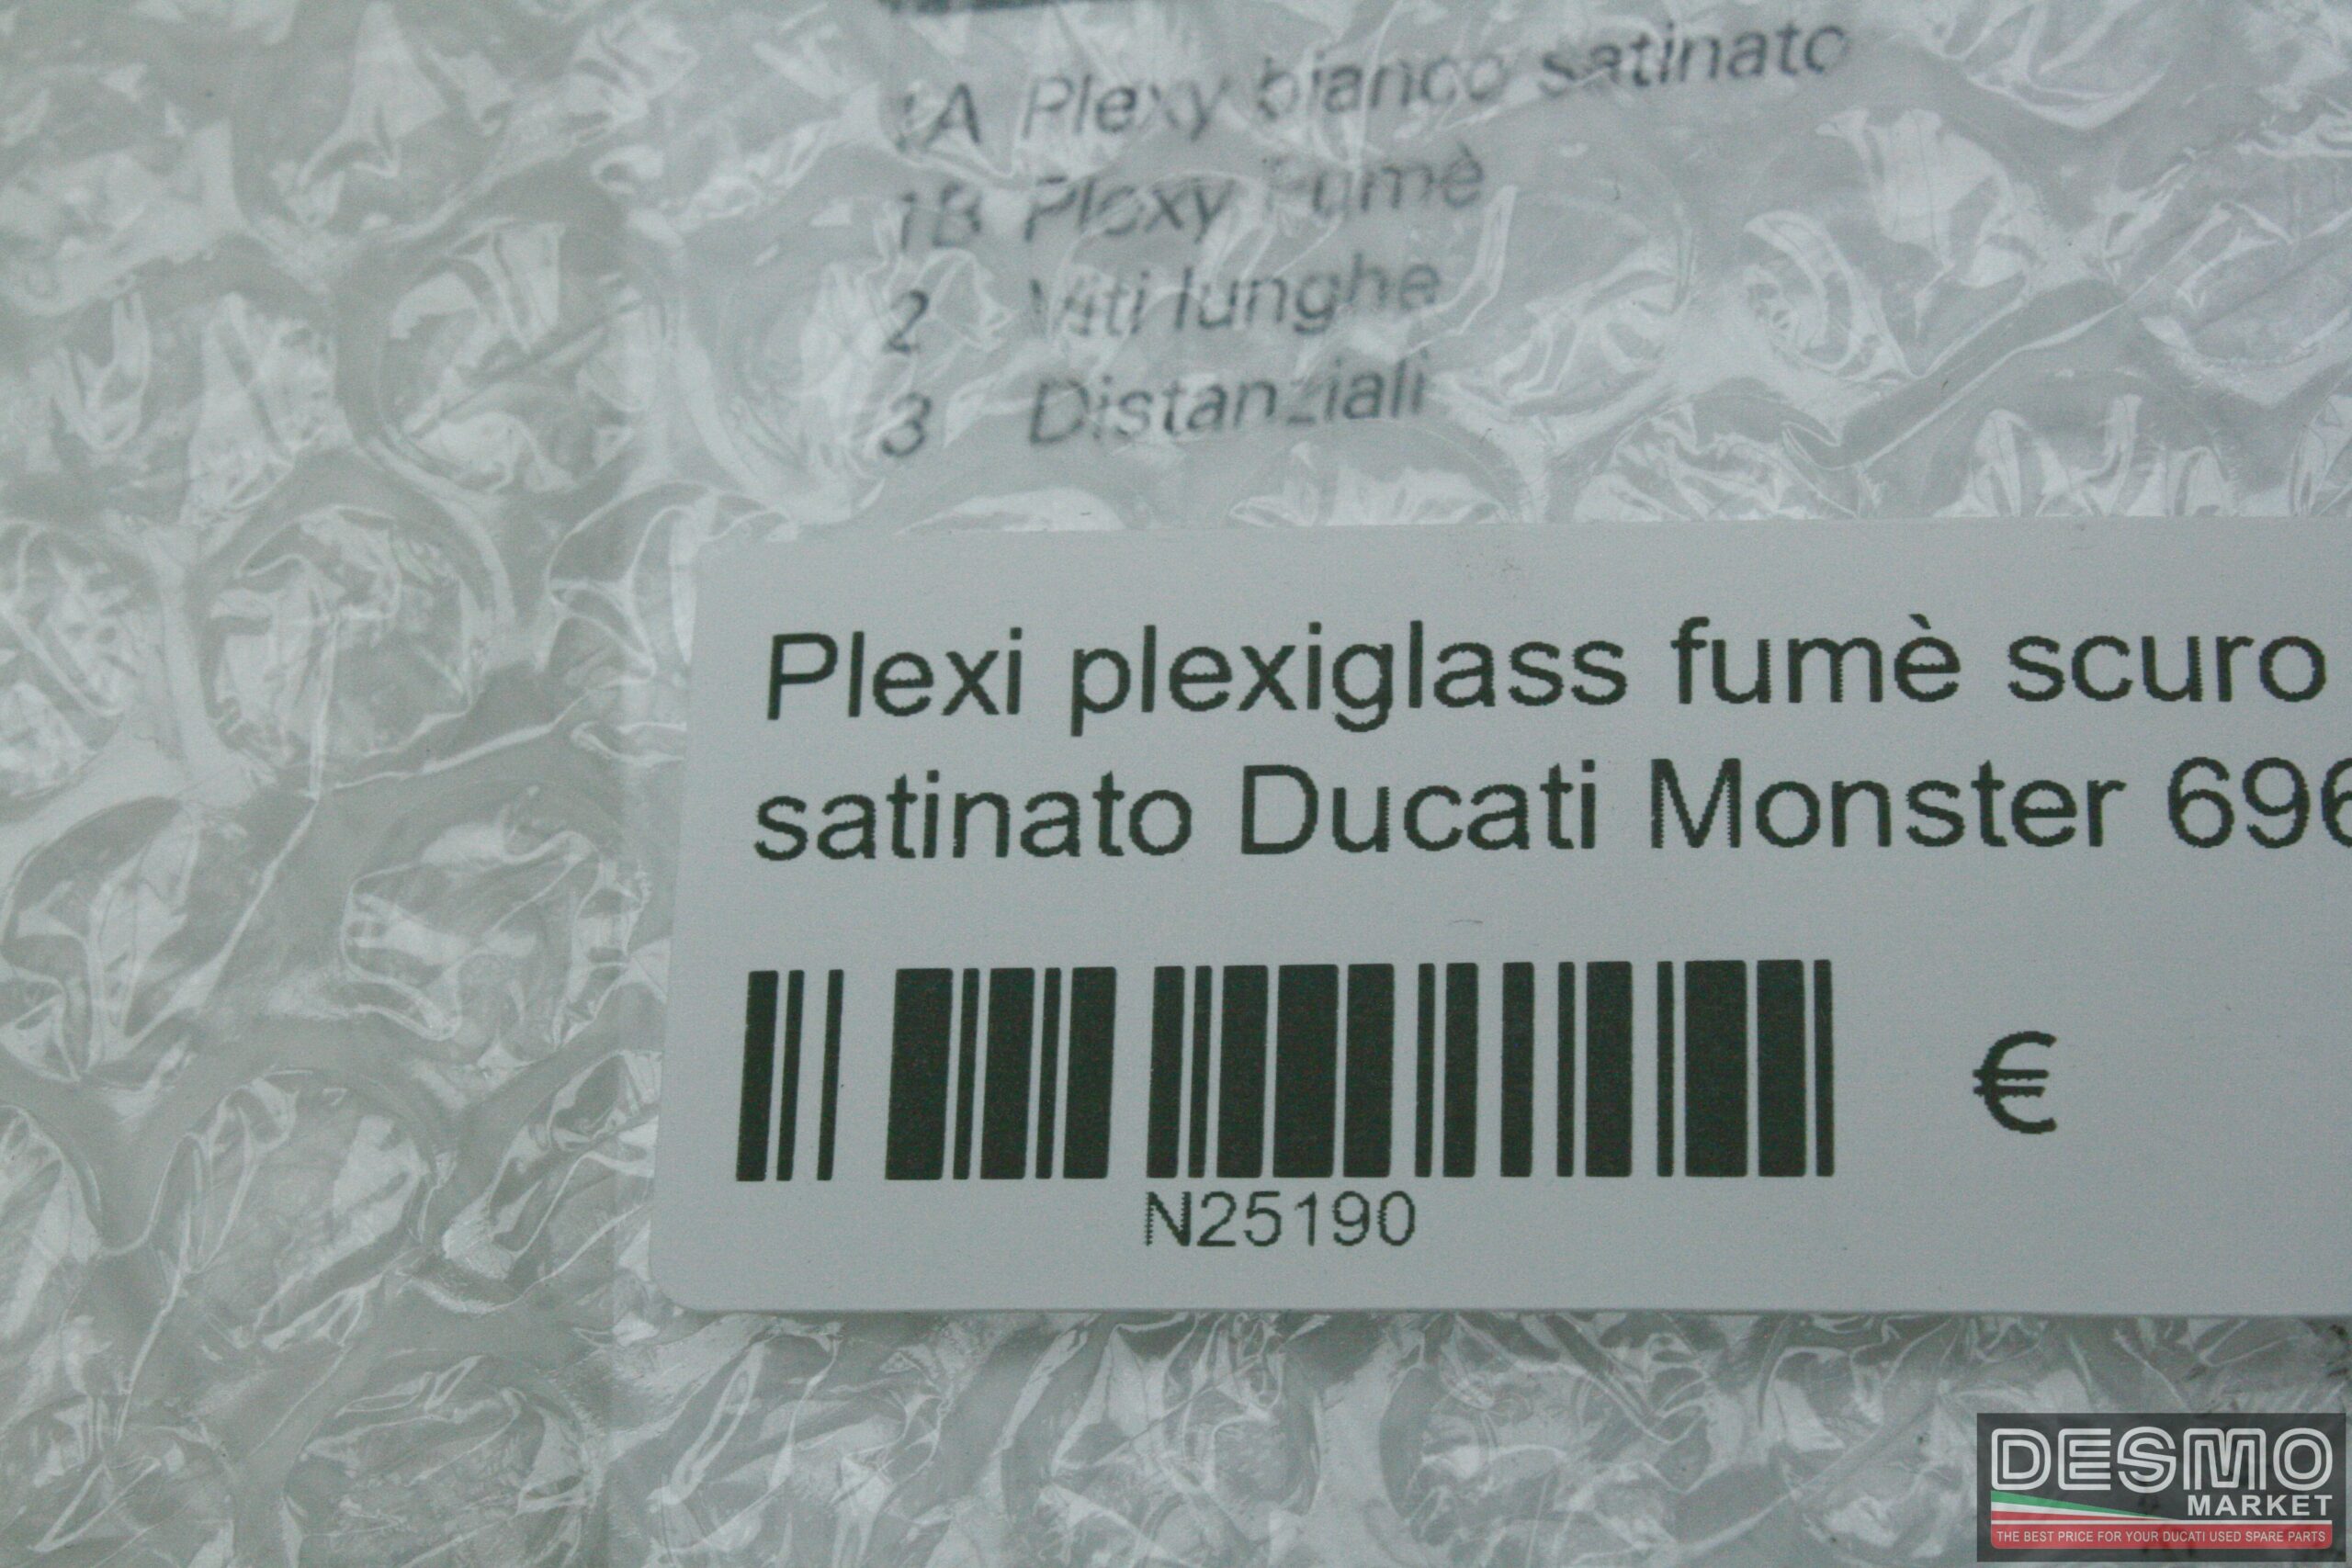 1A Plexy bianco satinato
1B Plexy Fumè
2 Viti lunghe
3 Distanziali
Plexi plexiglass fumè scuro
satinato Ducati Monster 696
€
N25190
DESMO
MARKET
THE BEST PRICE FOR YOUR DUCATI USED SPARE PARTS